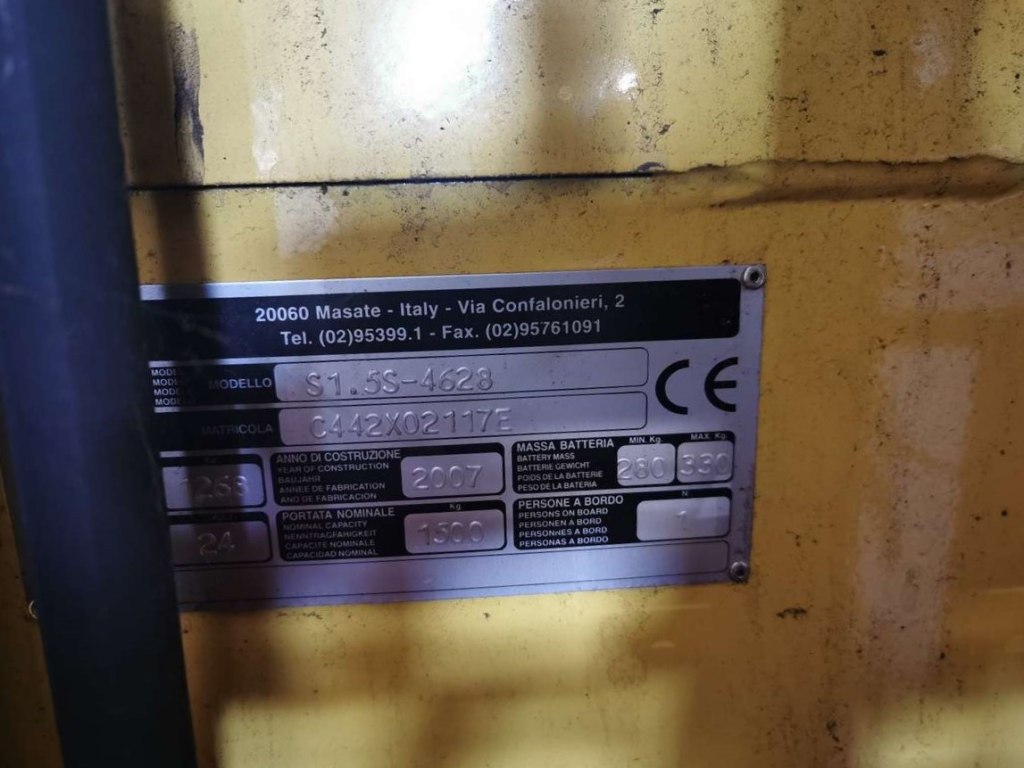 20060 Masate - Italy - Via Confalonieri, 2
Tel. (02)95399.1 - Fax. (02)95761091
MODELLO S1.5S-4628
MATRICOLA C442X02117E
1268
ANNO DI COSTRUZIONE
YEAR OF CONSTRUCTION
BAUJAHR
ANNEE DE FABRICATION
ANO DE FABRICACION
2007
MASSA BATTERIA
BATTERY MASS
BATTERIE GEWICHT
POIDS DE LA BATTERIE
PESO DE LA BATERIA
MIN. Kg.
280
MAX. Kg.
330
CE
24
PORTATA NOMINALE
NOMINAL CAPACITY
NENNTRAGFAHIGKEIT
CAPACITE NOMINALE
CAPACIDAD NOMINAL
Kg.
1500
PERSONE A BORDO
PERSONS ON BOARD
PERSONEN A BORD
PERSONNES A BORD
PERSONAS A BORDO
N.
1